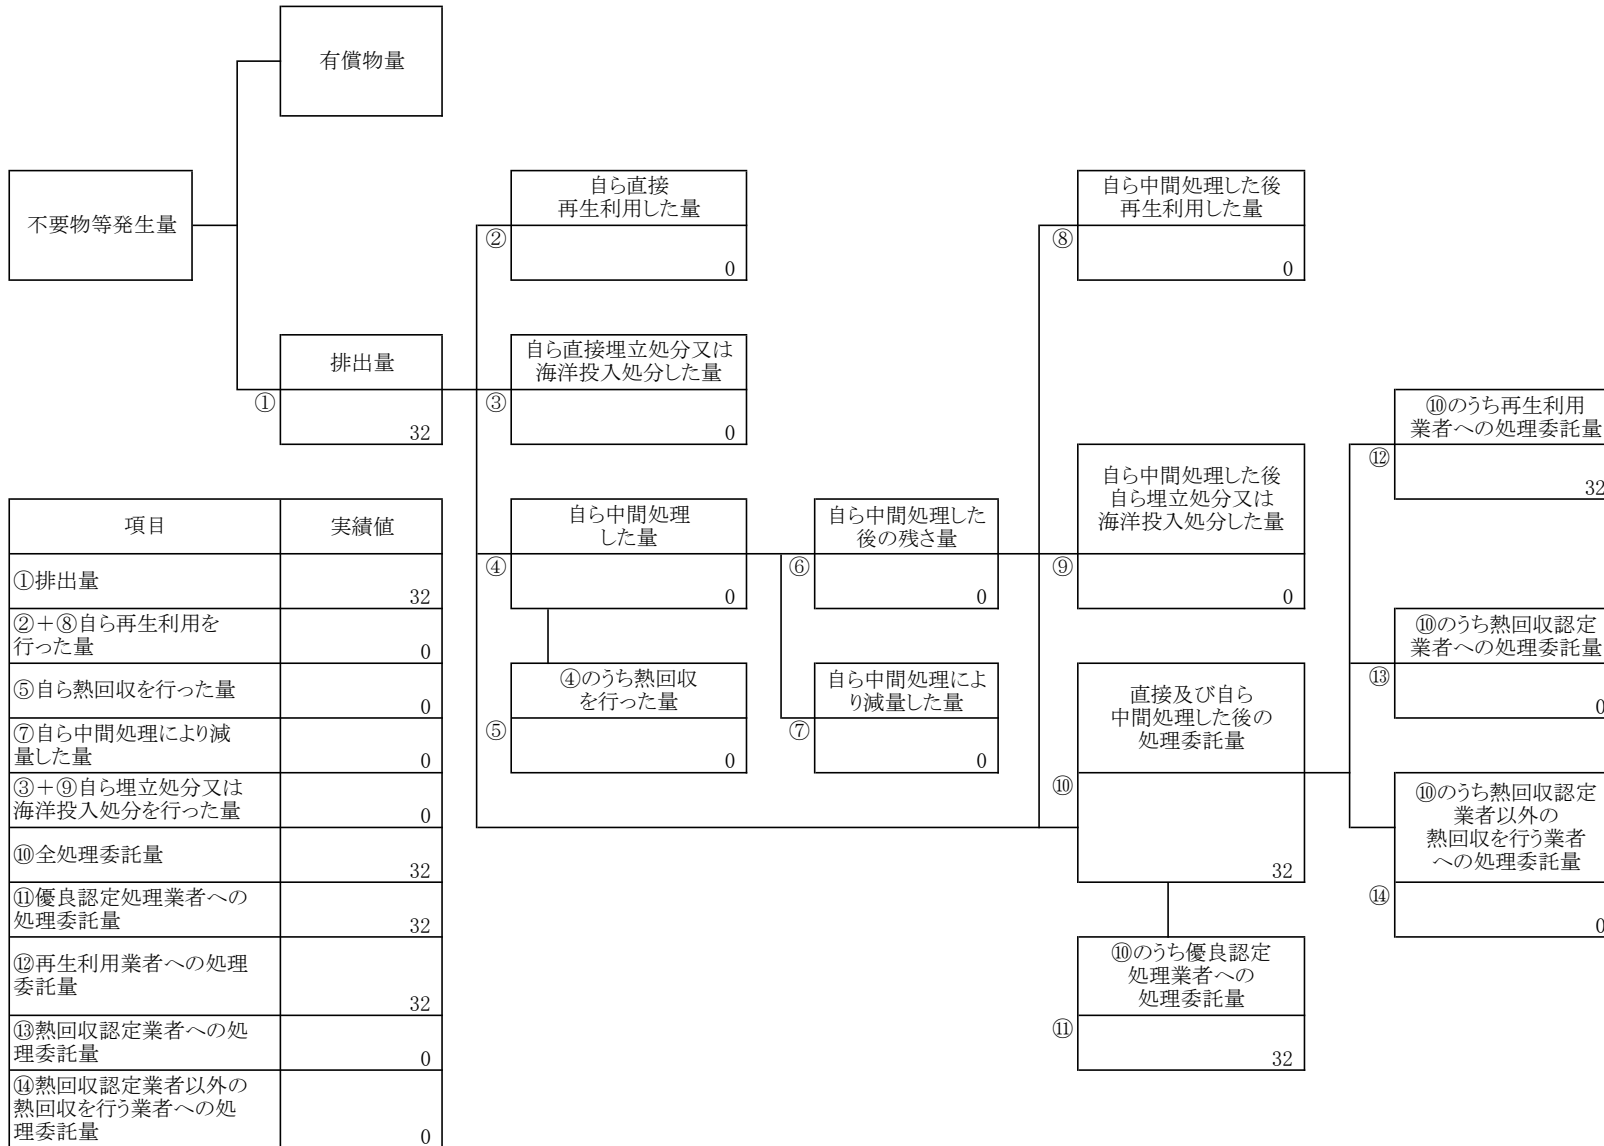 有償物量
不要物等発生量
自ら直接
再生利用した量
②
0
自ら中間処理した後
再生利用した量
⑧
0
排出量
①
32
自ら直接埋立処分又は
海洋投入処分した量
③
0
⑩のうち再生利用
業者への処理委託量
⑫
32
自ら中間処理した後
自ら埋立処分又は
海洋投入処分した量
⑨
0
自ら中間処理
した量
④
0
自ら中間処理した
後の残さ量
⑥
0
⑩のうち熱回収認定
業者への処理委託量
⑬
0
④のうち熱回収
を行った量
⑤
0
自ら中間処理によ
り減量した量
⑦
0
直接及び自ら
中間処理した後の
処理委託量
⑩
32
⑩のうち熱回収認定
業者以外の
熱回収を行う業者
への処理委託量
⑭
0
⑩のうち優良認定
処理業者への
処理委託量
⑪
32
項目 実績値
①排出量 32
②+⑧自ら再生利用を
行った量 0
⑤自ら熱回収を行った量 0
⑦自ら中間処理により減
量した量 0
③+⑨自ら埋立処分又は
海洋投入処分を行った量 0
⑩全処理委託量 32
⑪優良認定処理業者への
処理委託量 32
⑫再生利用業者への処理
委託量 32
⑬熱回収認定業者への処
理委託量 0
⑭熱回収認定業者以外の
熱回収を行う業者への処
理委託量 0